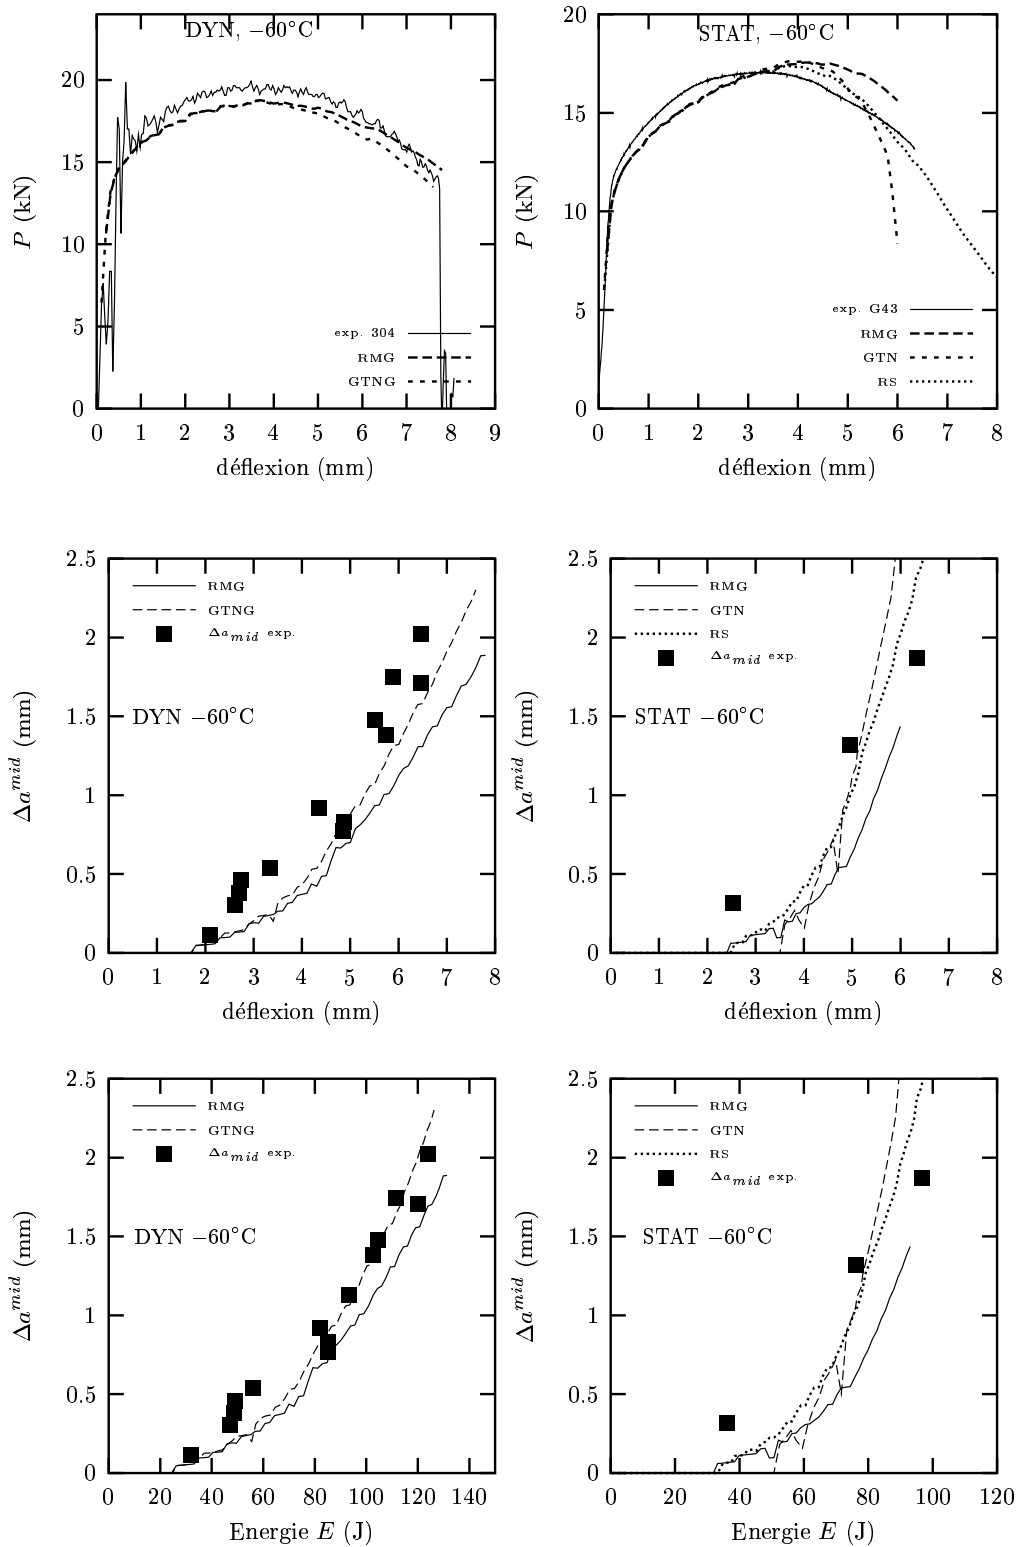 DYN, −60°C
P (kN)
20
15
10
5
0
exp. 304
RMG
GTNG
0 1 2 3 4 5 6 7 8 9
déflexion (mm)
STAT, −60°C
P (kN)
20
15
10
5
0
exp. G43
RMG
GTN
RS
0 1 2 3 4 5 6 7 8
déflexion (mm)
Δa^mid (mm)
2.5
2
1.5
1
0.5
0
RMG
GTNG
Δa_mid exp.
DYN −60°C
0 1 2 3 4 5 6 7 8
déflexion (mm)
Δa^mid (mm)
2.5
2
1.5
1
0.5
0
RMG
GTN
RS
Δa_mid exp.
STAT −60°C
0 1 2 3 4 5 6 7 8
déflexion (mm)
Δa^mid (mm)
2.5
2
1.5
1
0.5
0
RMG
GTNG
Δa_mid exp.
DYN −60°C
0 20 40 60 80 100 120 140
Energie E (J)
Δa^mid (mm)
2.5
2
1.5
1
0.5
0
RMG
GTN
RS
Δa_mid exp.
STAT −60°C
0 20 40 60 80 100 120
Energie E (J)